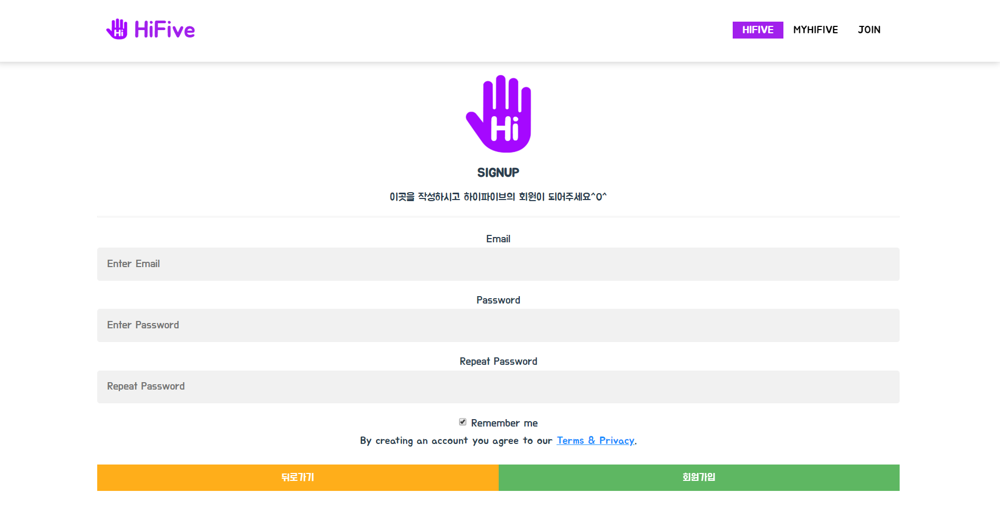 Hi HiFive
HIFIVE MYHIFIVE JOIN
Hi
SIGNUP
이곳을 작성하시고 하이파이브의 회원이 되어주세요^0^
Email
Enter Email
Password
Enter Password
Repeat Password
Repeat Password
Remember me
By creating an account you agree to our Terms & Privacy.
뒤로가기 회원가입